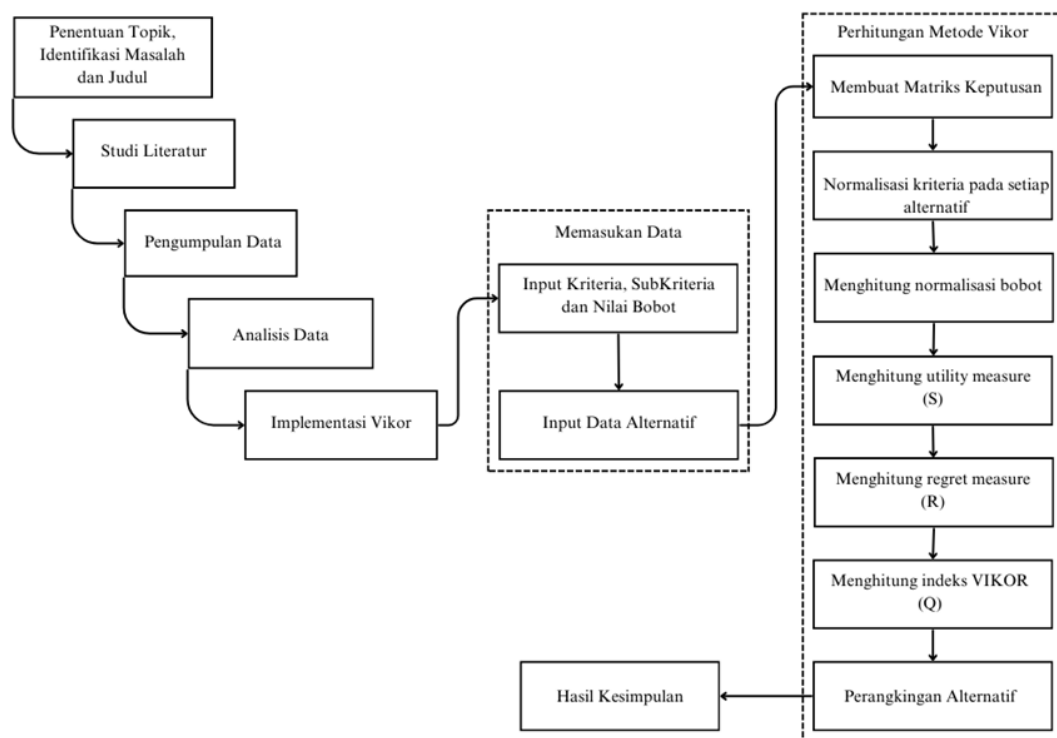 Penentuan Topik,
Identifikasi Masalah
dan Judul
Studi Literatur
Pengumpulan Data
Analisis Data
Implementasi Vikor
Memasukan Data
Input Kriteria, SubKriteria
dan Nilai Bobot
Input Data Alternatif
Perhitungan Metode Vikor
Membuat Matriks Keputusan
Normalisasi kriteria pada setiap
alternatif
Menghitung normalisasi bobot
Menghitung utility measure
(S)
Menghitung regret measure
(R)
Menghitung indeks VIKOR
(Q)
Perangkingan Alternatif
Hasil Kesimpulan